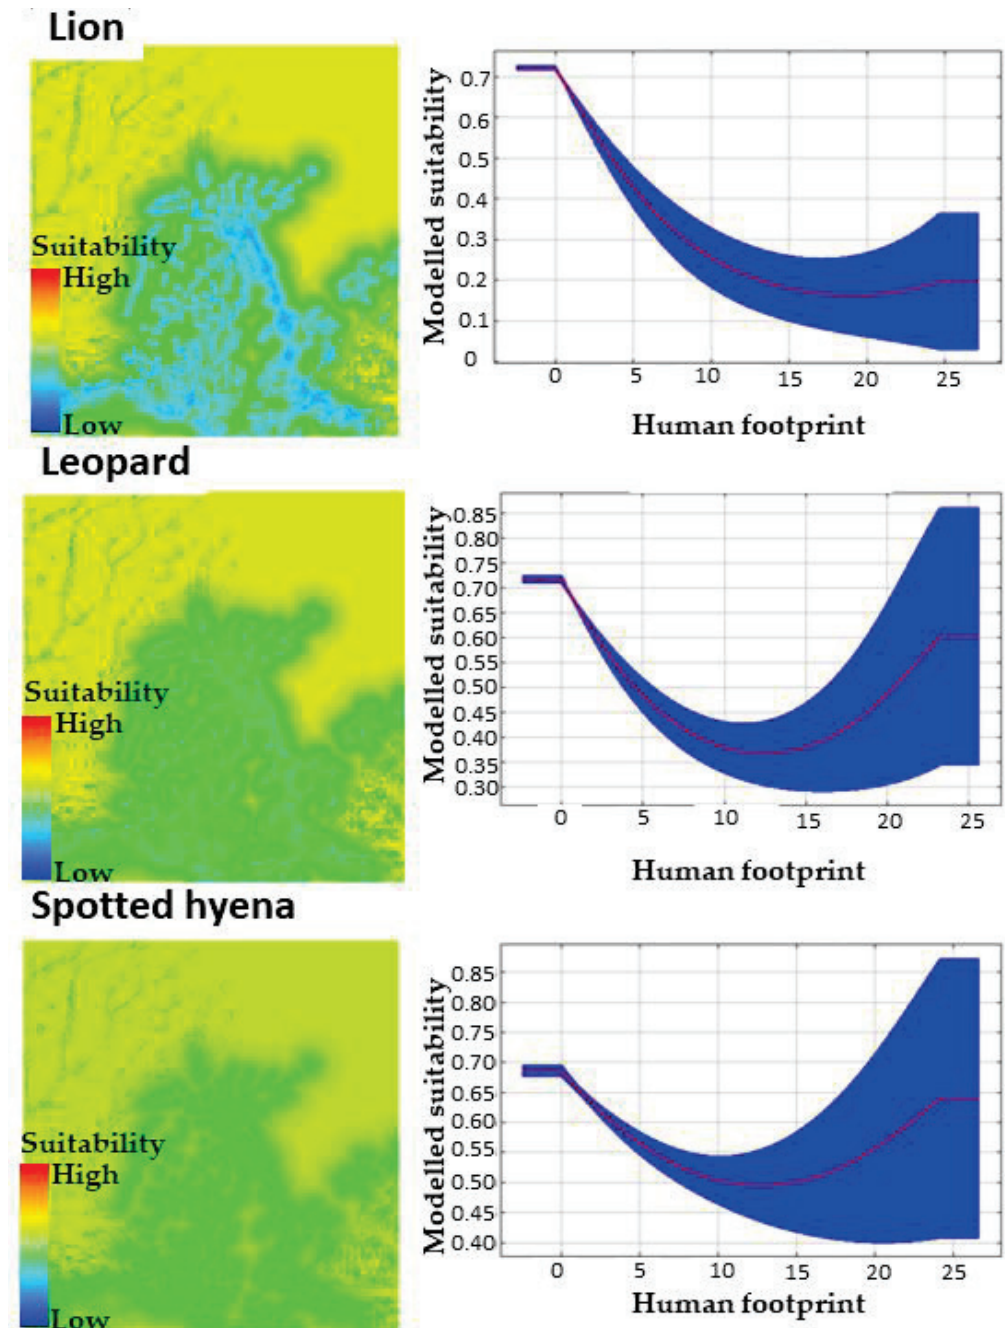 Lion
Suitability
High
Low
Modelled suitability
0.7
0.6
0.5
0.4
0.3
0.2
0.1
0
0 5 10 15 20 25
Human footprint
Leopard
Suitability
High
Low
Modelled suitability
0.85
0.80
0.75
0.70
0.65
0.60
0.55
0.50
0.45
0.40
0.35
0.30
0 5 10 15 20 25
Human footprint
Spotted hyena
Suitability
High
Low
Modelled suitability
0.85
0.80
0.75
0.70
0.65
0.60
0.55
0.50
0.45
0.40
0 5 10 15 20 25
Human footprint